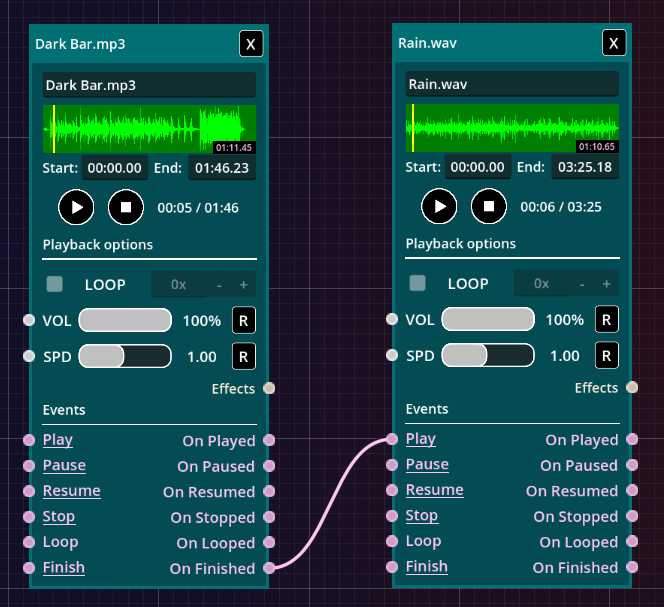 Dark Bar.mp3 X
Dark Bar.mp3
01:11.45
Start: 00:00.00 End: 01:46.23
00:05 / 01:46
Playback options
LOOP 0x - +
VOL 100% R
SPD 1.00 R
Effects
Events
Play On Played
Pause On Paused
Resume On Resumed
Stop On Stopped
Loop On Looped
Finish On Finished
Rain.wav X
Rain.wav
01:10.65
Start: 00:00.00 End: 03:25.18
00:06 / 03:25
Playback options
LOOP 0x - +
VOL 100% R
SPD 1.00 R
Effects
Events
Play On Played
Pause On Paused
Resume On Resumed
Stop On Stopped
Loop On Looped
Finish On Finished